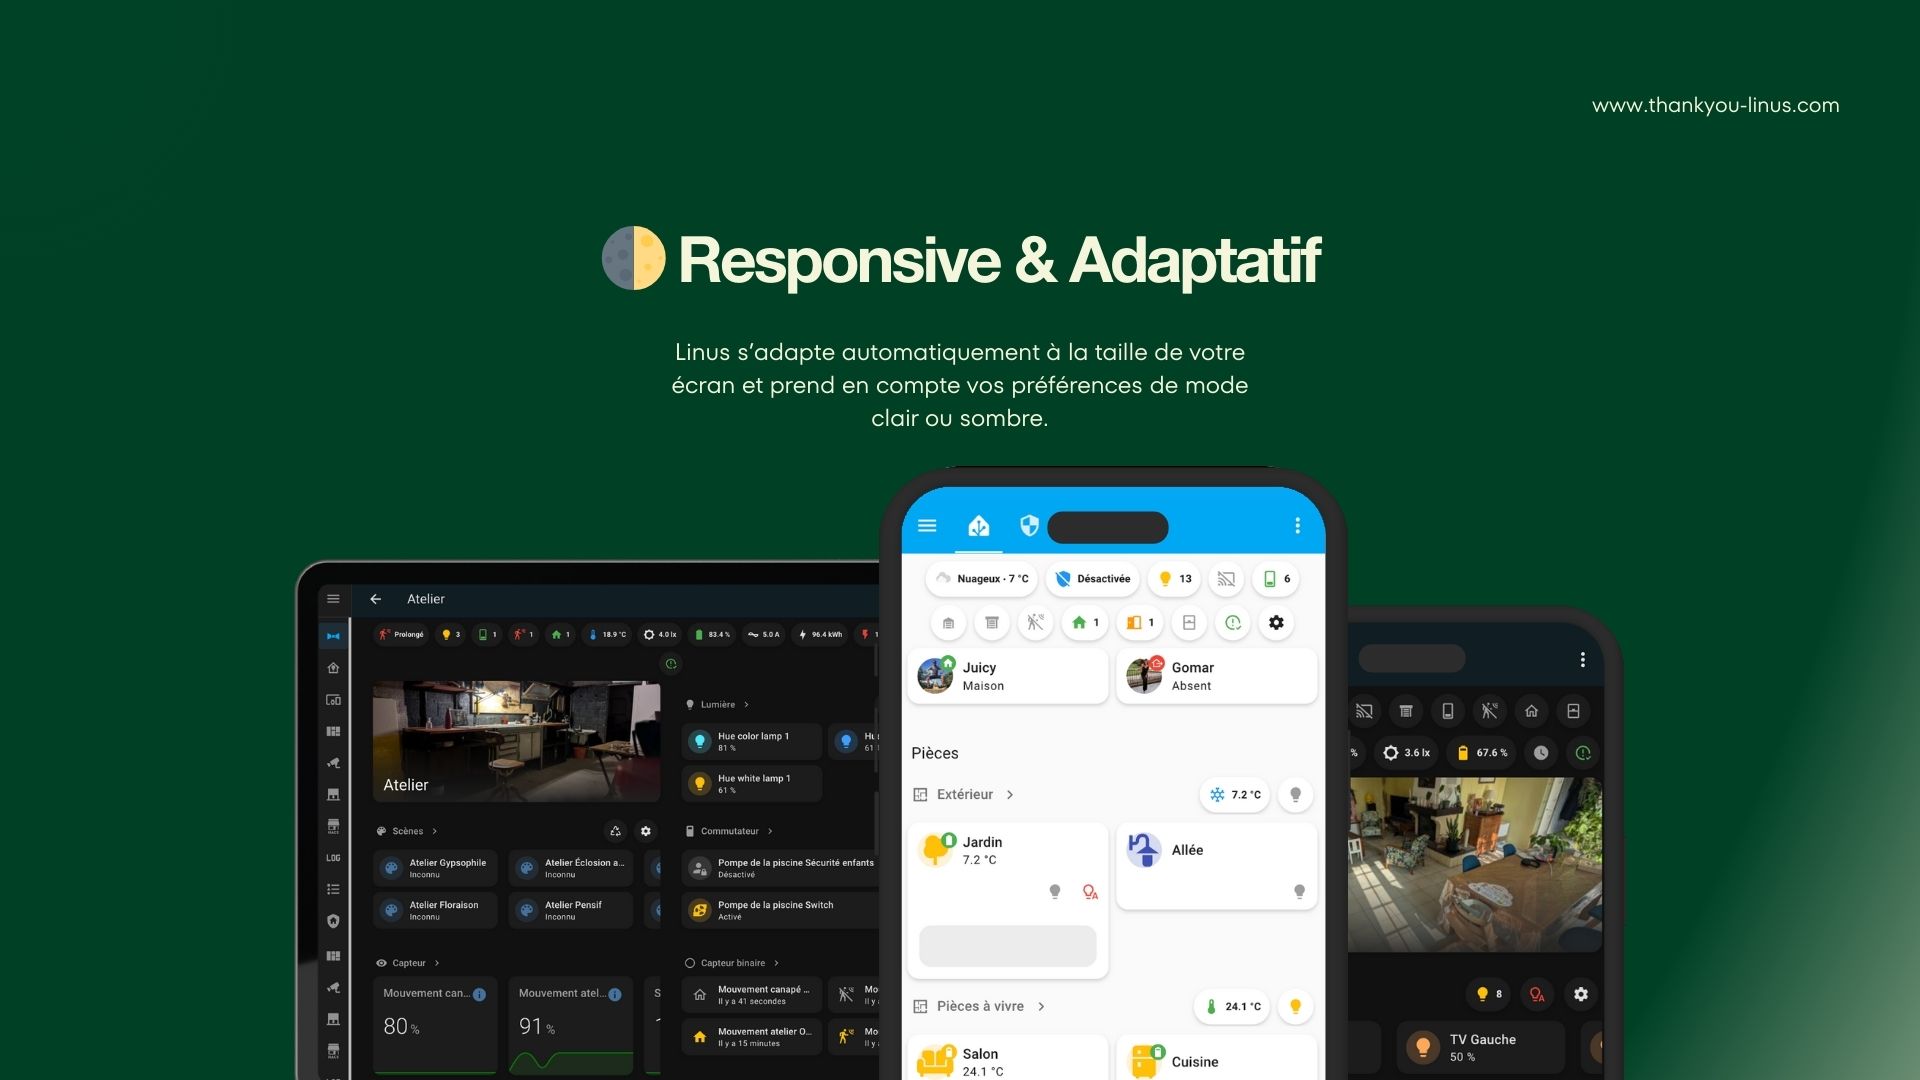 www.thankyou-linus.com
Responsive & Adaptatif
Linus s’adapte automatiquement à la taille de votre
écran et prend en compte vos préférences de mode
clair ou sombre.
Atelier
Prolongé
3
1
1
1
18.9 °C
4.0 lx
83.4 %
5.0 A
96.4 kWh
1
Atelier
Lumière
Hue color lamp 1
81 %
Hue white lamp 1
61 %
Scènes
Atelier Gypsophile
Inconnu
Atelier Éclosion a...
Inconnu
Atelier Floraison
Inconnu
Atelier Pensif
Inconnu
Commutateur
Pompe de la piscine Sécurité enfants
Désactivé
Pompe de la piscine Switch
Activé
LOG
Capteur
Mouvement can...
80 %
Mouvement atel...
91 %
Capteur binaire
Mouvement canapé ...
Il y a 41 secondes
Mouvement atelier O...
Il y a 15 minutes
Nuageux · 7 °C
Désactivée
13
6
1
1
Juicy
Maison
Gomar
Absent
Pièces
Extérieur
7.2 °C
Jardin
7.2 °C
Allée
Pièces à vivre
24.1 °C
Salon
24.1 °C
Cuisine
%
3.6 lx
67.6 %
8
TV Gauche
50 %